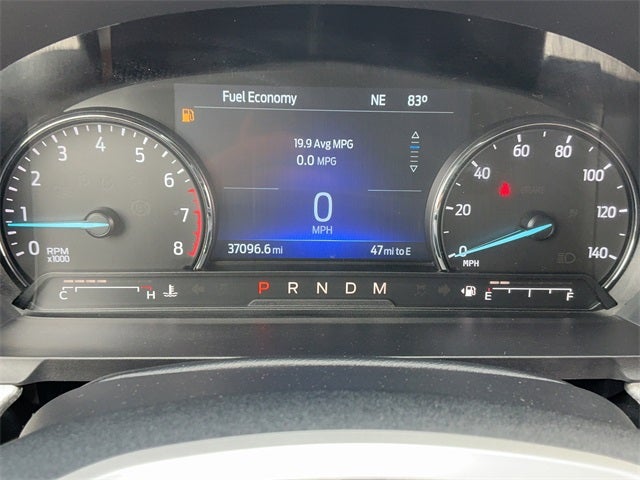 Fuel Economy NE 83°
19.9 Avg MPG
0.0 MPG
0
MPH
37096.6 mi 47 mi to E
0 1 2 3 4 5 6 7 8
RPM
x1000
0 20 40 60 80 100 120 140
MPH
C H
P R N D M
E F